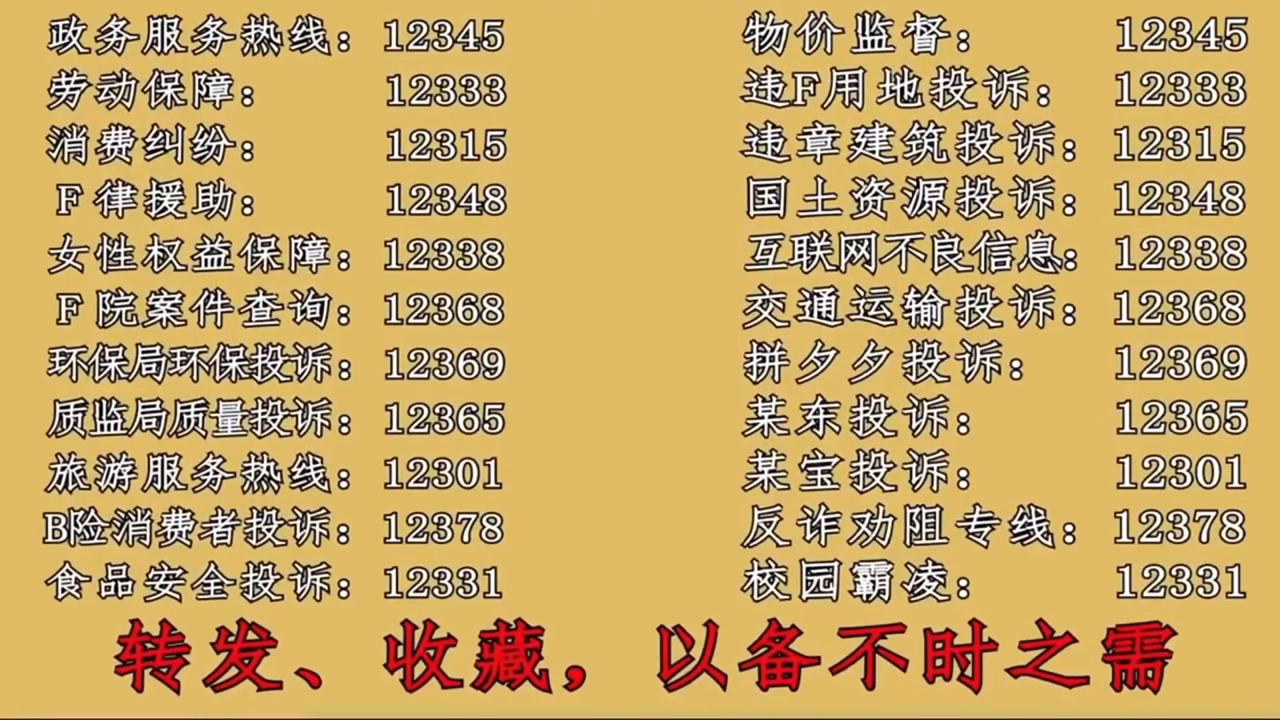 政务服务热线：12345
物价监督：12345
劳动保障：12333
违F用地投诉：12333
消费纠纷：12315
违章建筑投诉：12315
F律援助：12348
国土资源投诉：12348
女性权益保障：12338
互联网不良信息：12338
F院案件查询：12368
交通运输投诉：12368
环保局环保投诉：12369
拼夕夕投诉：12369
质监局质量投诉：12365
某东投诉：12365
旅游服务热线：12301
某宝投诉：12301
B险消费者投诉：12378
反诈劝阻专线：12378
食品安全投诉：12331
校园霸凌：12331
转发、收藏，以备不时之需